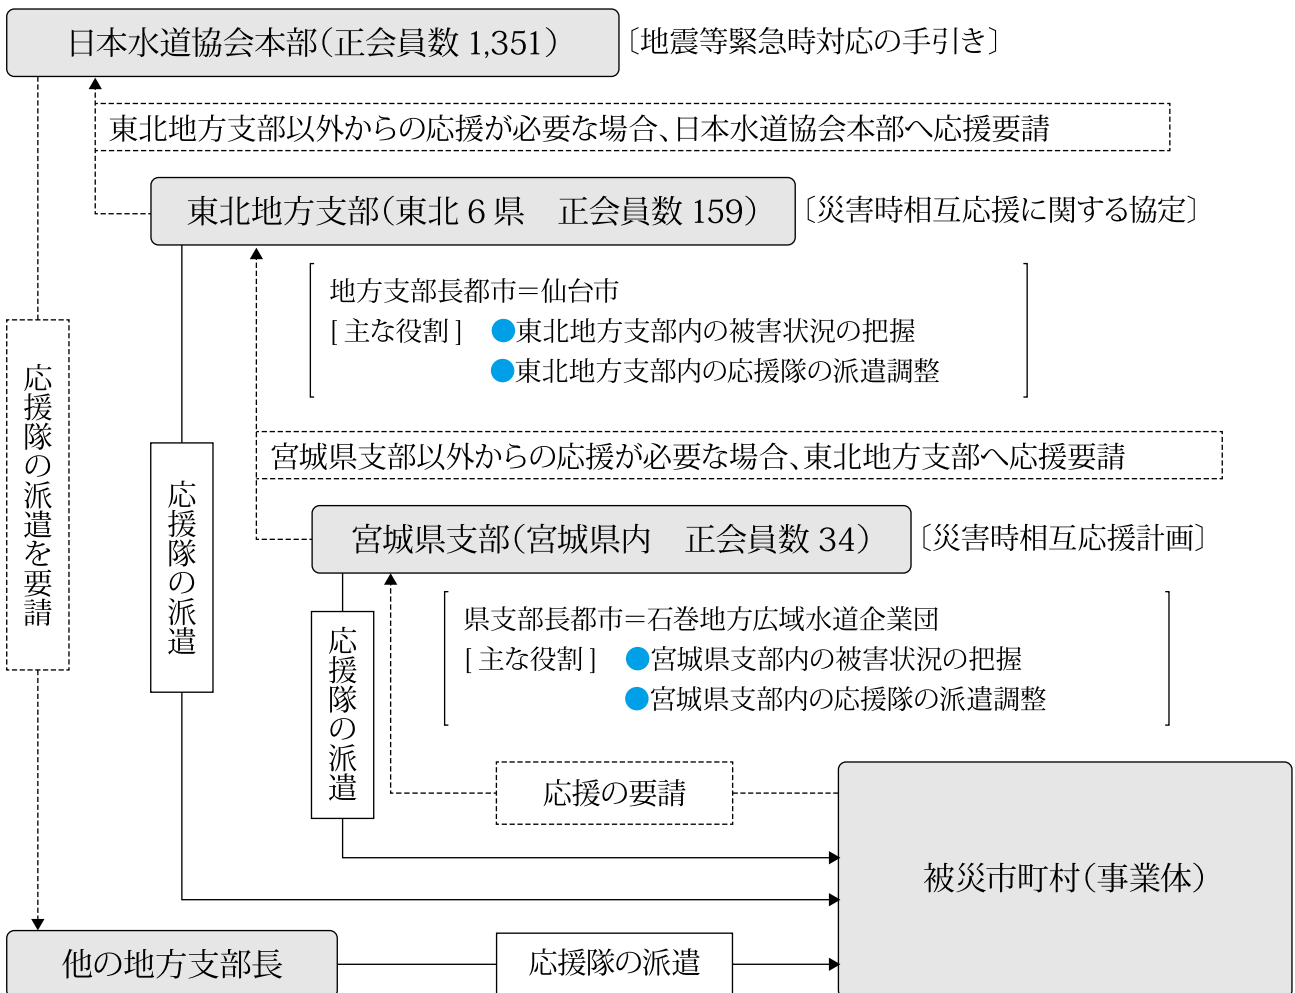 日本水道協会本部（正会員数 1,351）
〔地震等緊急時対応の手引き〕
東北地方支部以外からの応援が必要な場合、日本水道協会本部へ応援要請
東北地方支部（東北 6 県　正会員数 159）
〔災害時相互応援に関する協定〕
地方支部長都市＝仙台市
[ 主な役割 ]　●東北地方支部内の被害状況の把握
●東北地方支部内の応援隊の派遣調整
応援隊の派遣を要請
応援隊の派遣
宮城県支部以外からの応援が必要な場合、東北地方支部へ応援要請
宮城県支部（宮城県内　正会員数 34）
〔災害時相互応援計画〕
県支部長都市＝石巻地方広域水道企業団
[ 主な役割 ]　●宮城県支部内の被害状況の把握
●宮城県支部内の応援隊の派遣調整
応援隊の派遣
応援の要請
被災市町村（事業体）
他の地方支部長
応援隊の派遣